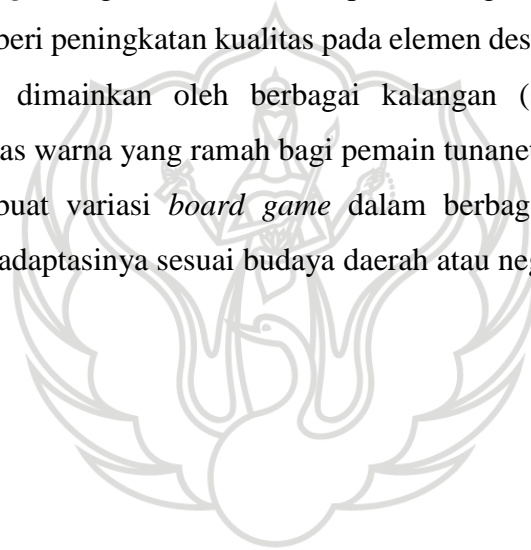 beri peningkatan kualitas pada elemen des
dimainkan oleh berbagai kalangan (
as warna yang ramah bagi pemain tunanet
buat variasi board game dalam berbag
adaptasinya sesuai budaya daerah atau neg